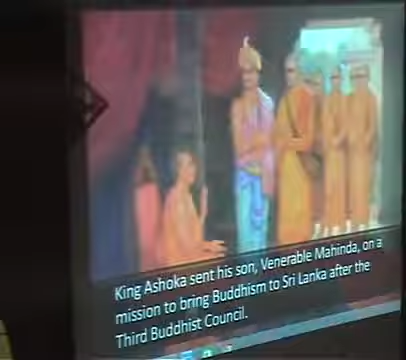 King Ashoka sent his son, Venerable Mahinda, on a
mission to bring Buddhism to Sri Lanka after the
Third Buddhist Council.